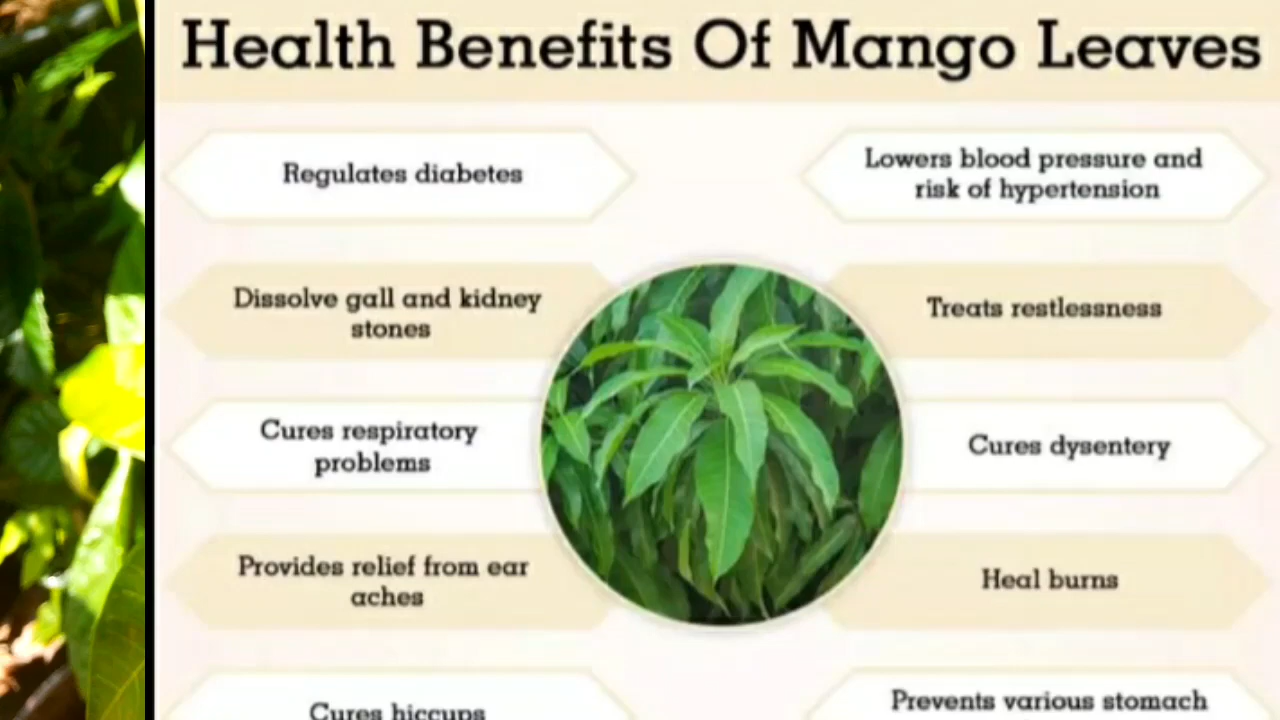 Health Benefits Of Mango Leaves
Regulates diabetes
Lowers blood pressure and
risk of hypertension
Dissolve gall and kidney
stones
Treats restlessness
Cures respiratory
problems
Cures dysentery
Provides relief from ear
aches
Heal burns
Cures hiccups
Prevents various stomach